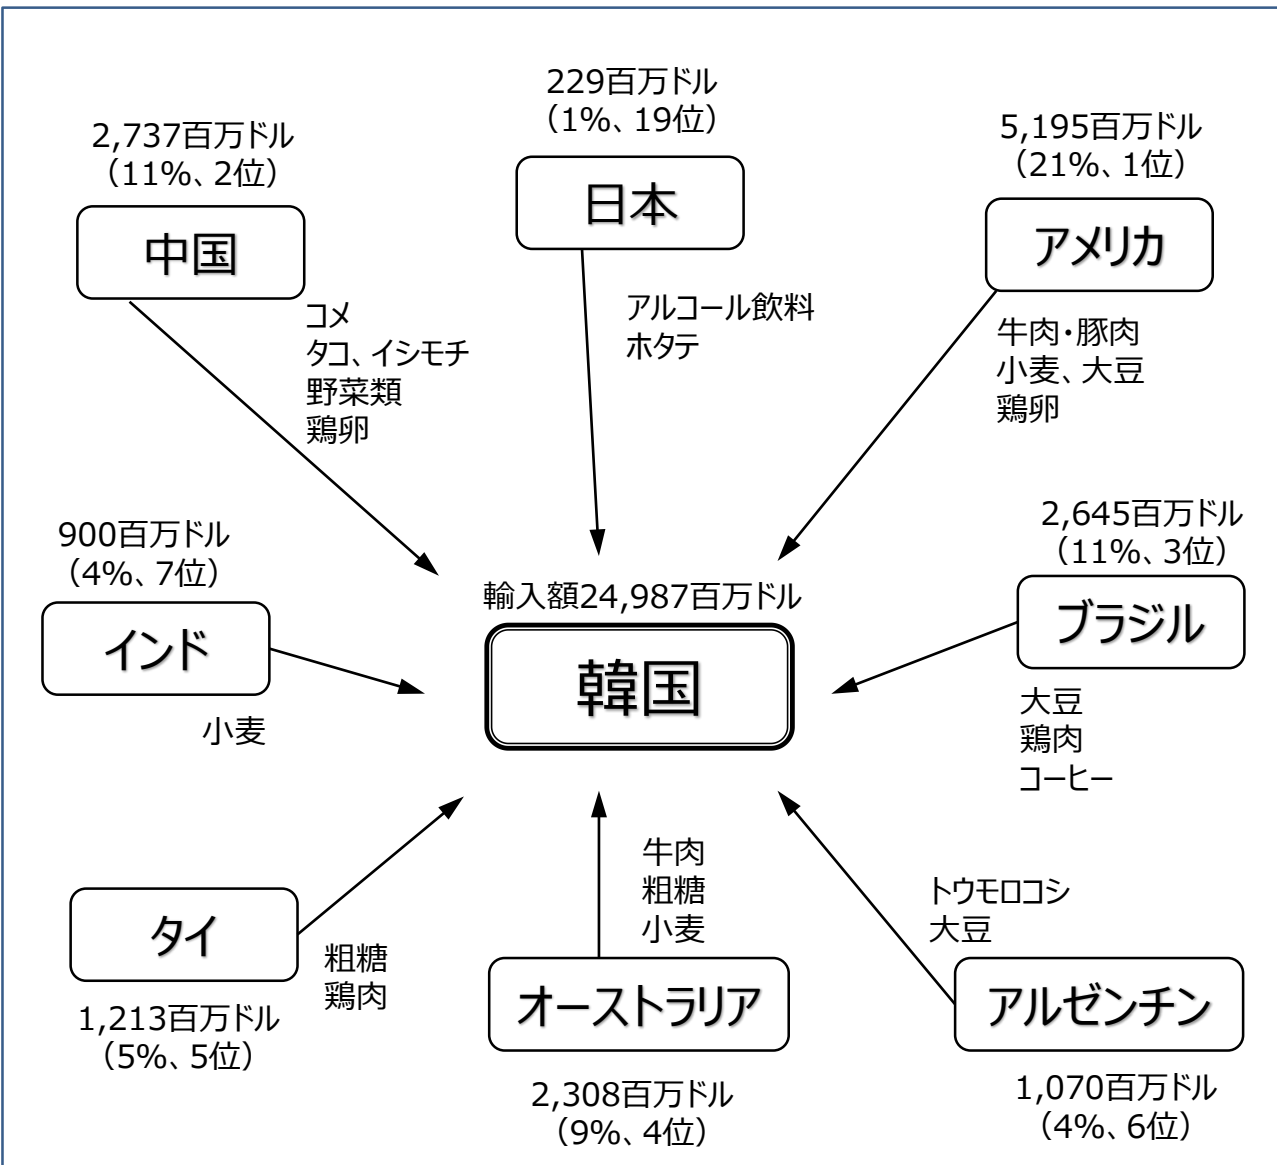 229百万ドル
（1%、19位）
日本
アルコール飲料
ホタテ
2,737百万ドル
（11%、2位）
中国
コメ
タコ、イシモチ
野菜類
鶏卵
5,195百万ドル
（21%、1位）
アメリカ
牛肉・豚肉
小麦、大豆
鶏卵
900百万ドル
（4%、7位）
インド
小麦
輸入額24,987百万ドル
韓国
2,645百万ドル
（11%、3位）
ブラジル
大豆
鶏肉
コーヒー
タイ
粗糖
鶏肉
1,213百万ドル
（5%、5位）
牛肉
粗糖
小麦
オーストラリア
2,308百万ドル
（9%、4位）
トウモロコシ
大豆
アルゼンチン
1,070百万ドル
（4%、6位）